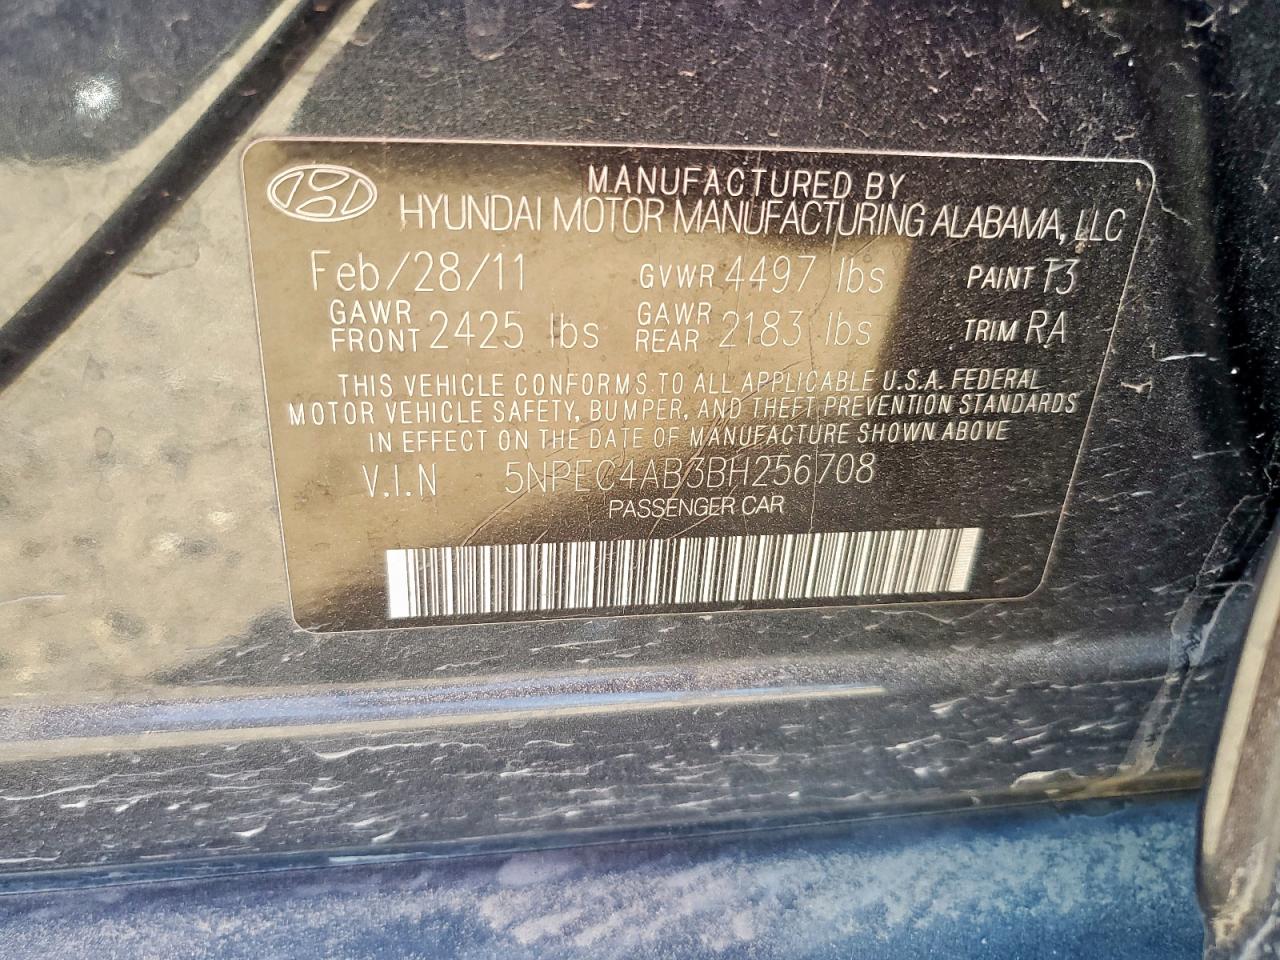 MANUFACTURED BY
HYUNDAI MOTOR MANUFACTURING ALABAMA, LLC
Feb/28/11 GVWR 4497 lbs PAINT T3
GAWR FRONT 2425 lbs GAWR REAR 2183 lbs TRIM RA
THIS VEHICLE CONFORMS TO ALL APPLICABLE U.S.A. FEDERAL
MOTOR VEHICLE SAFETY, BUMPER, AND THEFT PREVENTION STANDARDS
IN EFFECT ON THE DATE OF MANUFACTURE SHOWN ABOVE
V.I.N 5NPEC4AB3BH256708
PASSENGER CAR